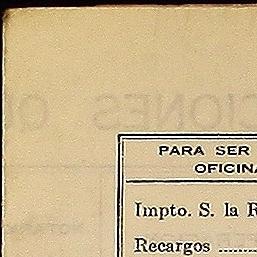 PARA SER
OFICINA
Impto. S. la R
Recargos